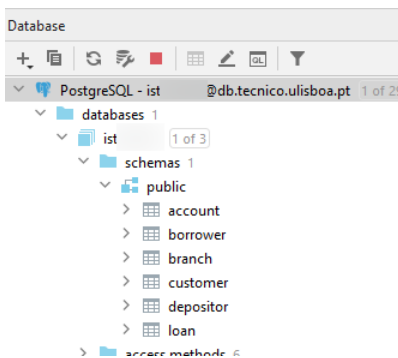 Database
QL
PostgreSQL - ist @db.tecnico.ulisboa.pt 1 of
databases 1
ist 1 of 3
schemas 1
public
account
borrower
branch
customer
depositor
loan
access methods 6